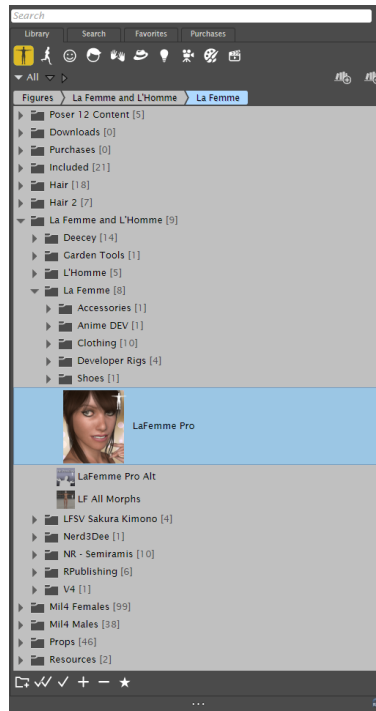 Search
Library Search Favorites Purchases
All
Figures La Femme and L'Homme La Femme
Poser 12 Content [5]
Downloads [0]
Purchases [0]
Included [21]
Hair [18]
Hair 2 [7]
La Femme and L'Homme [9]
Deecey [14]
Garden Tools [1]
L'Homme [5]
La Femme [8]
Accessories [1]
Anime DEV [1]
Clothing [10]
Developer Rigs [4]
Shoes [1]
LaFemme Pro
LaFemme Pro Alt
LF All Morphs
LFSV Sakura Kimono [4]
Nerd3Dee [1]
NR - Semiramis [10]
RPublishing [6]
V4 [1]
Mil4 Females [99]
Mil4 Males [38]
Props [46]
Resources [2]